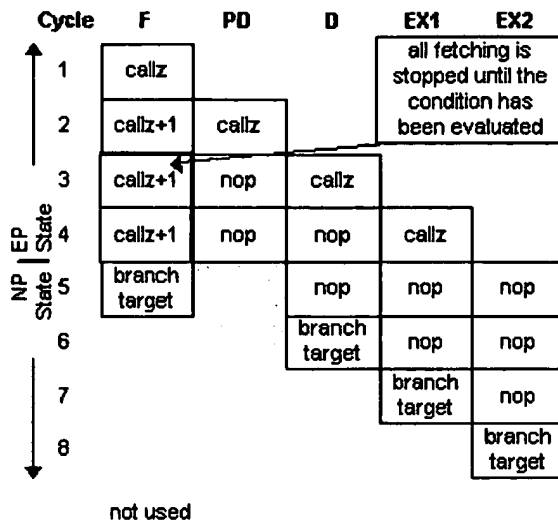 Cycle F PD D EX1 EX2
all fetching is
stopped until the
condition has
been evaluated
1 callz
2 callz+1 callz
3 callz+1 nop callz
4 callz+1 nop nop callz
NP | EP
State | State
5 branch target nop nop nop
6 branch target nop nop
7 branch target nop
8 branch target
not used